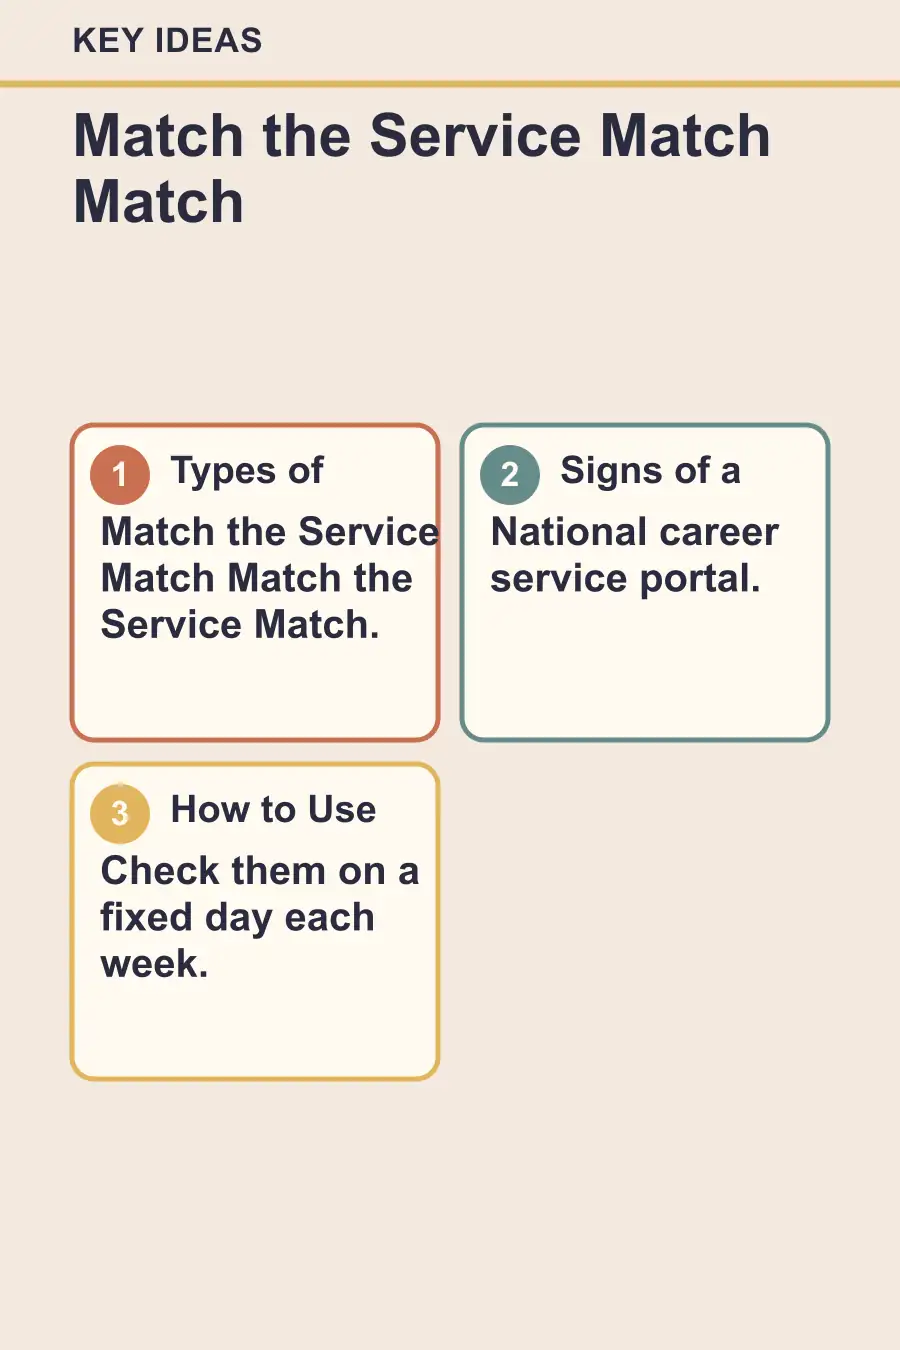 KEY IDEAS
Match the Service Match
Match
1 Types of
Match the Service
Match Match the
Service Match.
2 Signs of a
National career
service portal.
3 How to Use
Check them on a
fixed day each
week.